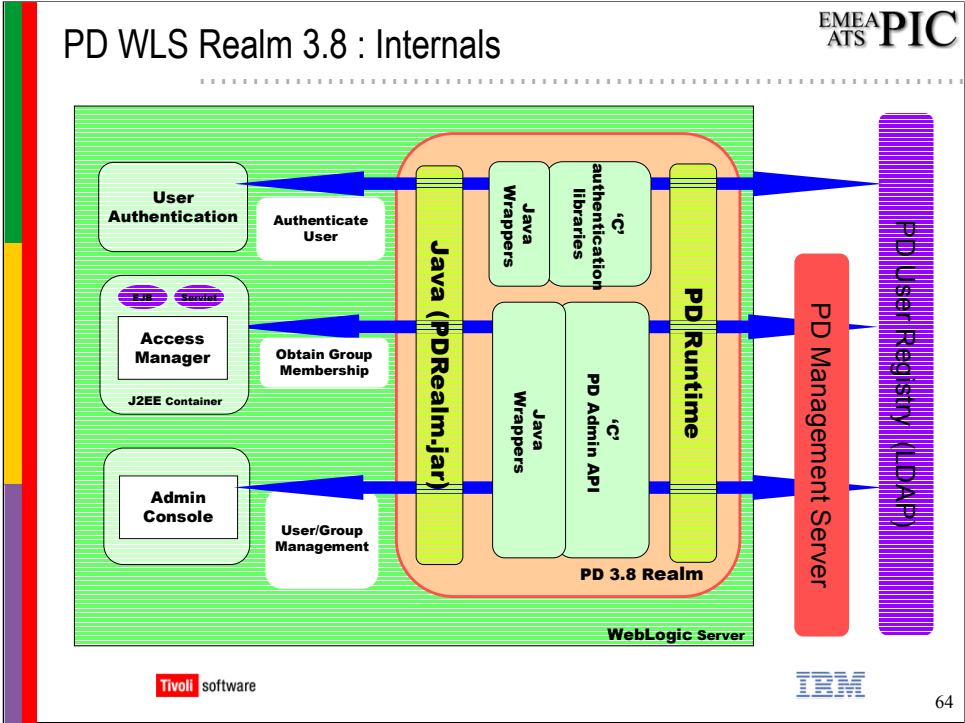 PD WLS Realm 3.8 : Internals
EMEA
ATS PIC
User
Authentication
Authenticate
User
EJB
Servlet
Access
Manager
J2EE Container
Obtain Group
Membership
Admin
Console
User/Group
Management
Java (PDRealm.jar)
Java
Wrappers
‘C’
authentication
libraries
Java
Wrappers
‘C’
PD Admin API
PD Runtime
PD 3.8 Realm
WebLogic Server
PD Management Server
PD User Registry (LDAP)
Tivoli software
IBM
64